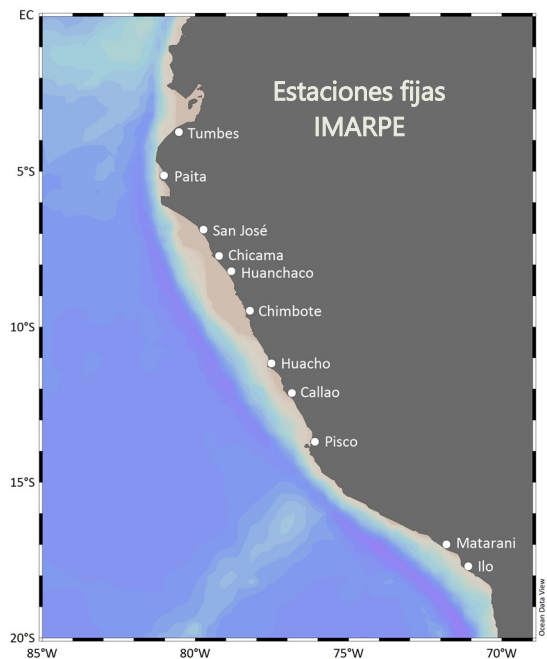 EC
Estaciones fijas
IMARPE
Tumbes
5°S
Paita
San José
Chicama
Huanchaco
Chimbote
10°S
Huacho
Callao
Pisco
15°S
Matarani
Ilo
Ocean Data View
20°S
85°W
80°W
75°W
70°W